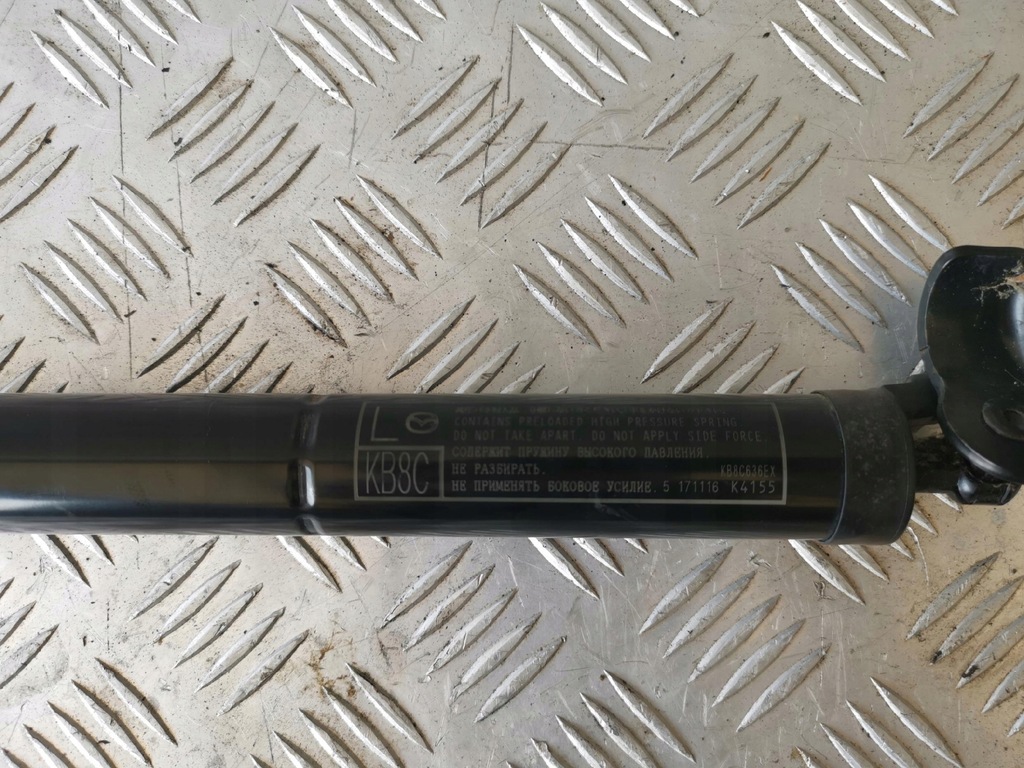 L
KB8C
CONTAINS PRELOADED HIGH PRESSURE SPRING
DO NOT TAKE APART. DO NOT APPLY SIDE FORCE.
СОДЕРЖИТ ПРУЖИНУ ВЫСОКОГО ДАВЛЕНИЯ.
НЕ РАЗБИРАТЬ. KB8C636EX
НЕ ПРИМЕНЯТЬ БОКОВОЕ УСИЛИЕ. 5 171116 K4155